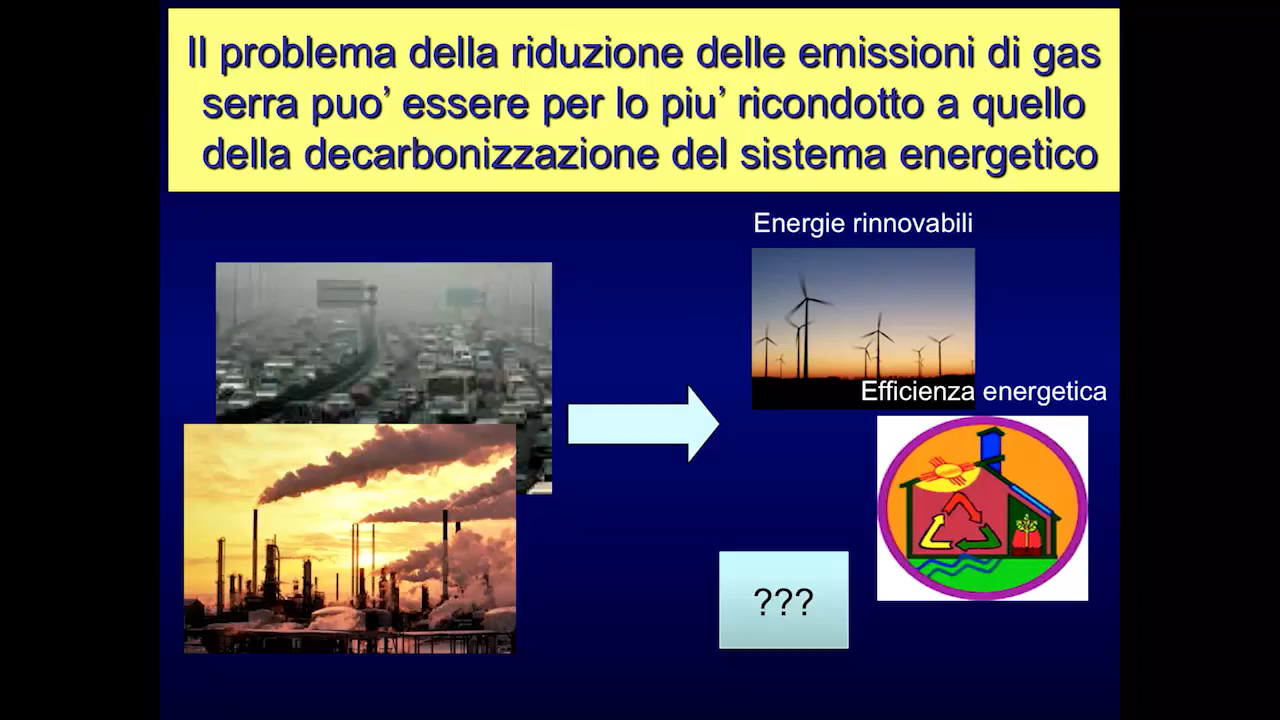 Il problema della riduzione delle emissioni di gas
serra puo’ essere per lo piu’ ricondotto a quello
della decarbonizzazione del sistema energetico
Energie rinnovabili
Efficienza energetica
???